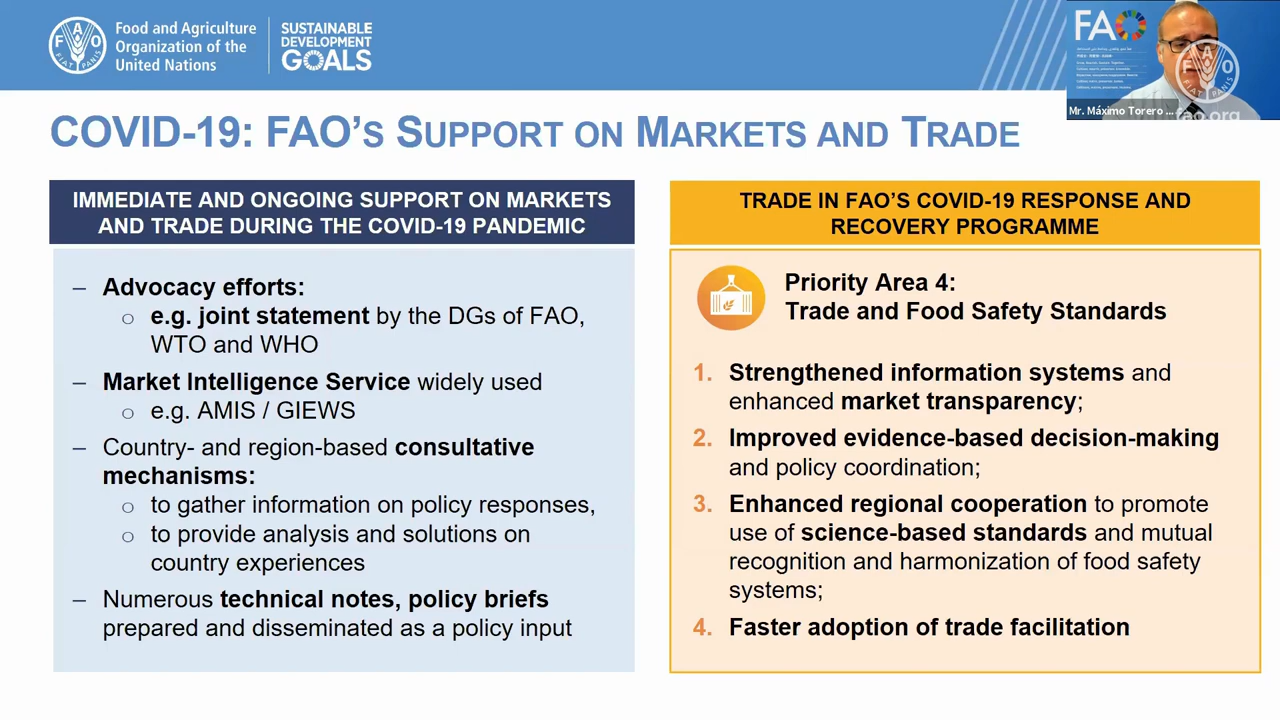 Food and Agriculture
Organization of the
United Nations
SUSTAINABLE
DEVELOPMENT
GOALS
F A O
FIAT PANIS
FAO
Mr. Máximo Torero ...
FAO
FIAT PANIS
fao.org
COVID-19: FAO'S SUPPORT ON MARKETS AND TRADE
IMMEDIATE AND ONGOING SUPPORT ON MARKETS
AND TRADE DURING THE COVID-19 PANDEMIC
– Advocacy efforts:
○ e.g. joint statement by the DGs of FAO,
WTO and WHO
– Market Intelligence Service widely used
○ e.g. AMIS / GIEWS
– Country- and region-based consultative
mechanisms:
○ to gather information on policy responses,
○ to provide analysis and solutions on
country experiences
– Numerous technical notes, policy briefs
prepared and disseminated as a policy input
TRADE IN FAO'S COVID-19 RESPONSE AND
RECOVERY PROGRAMME
Priority Area 4:
Trade and Food Safety Standards
1. Strengthened information systems and
enhanced market transparency;
2. Improved evidence-based decision-making
and policy coordination;
3. Enhanced regional cooperation to promote
use of science-based standards and mutual
recognition and harmonization of food safety
systems;
4. Faster adoption of trade facilitation